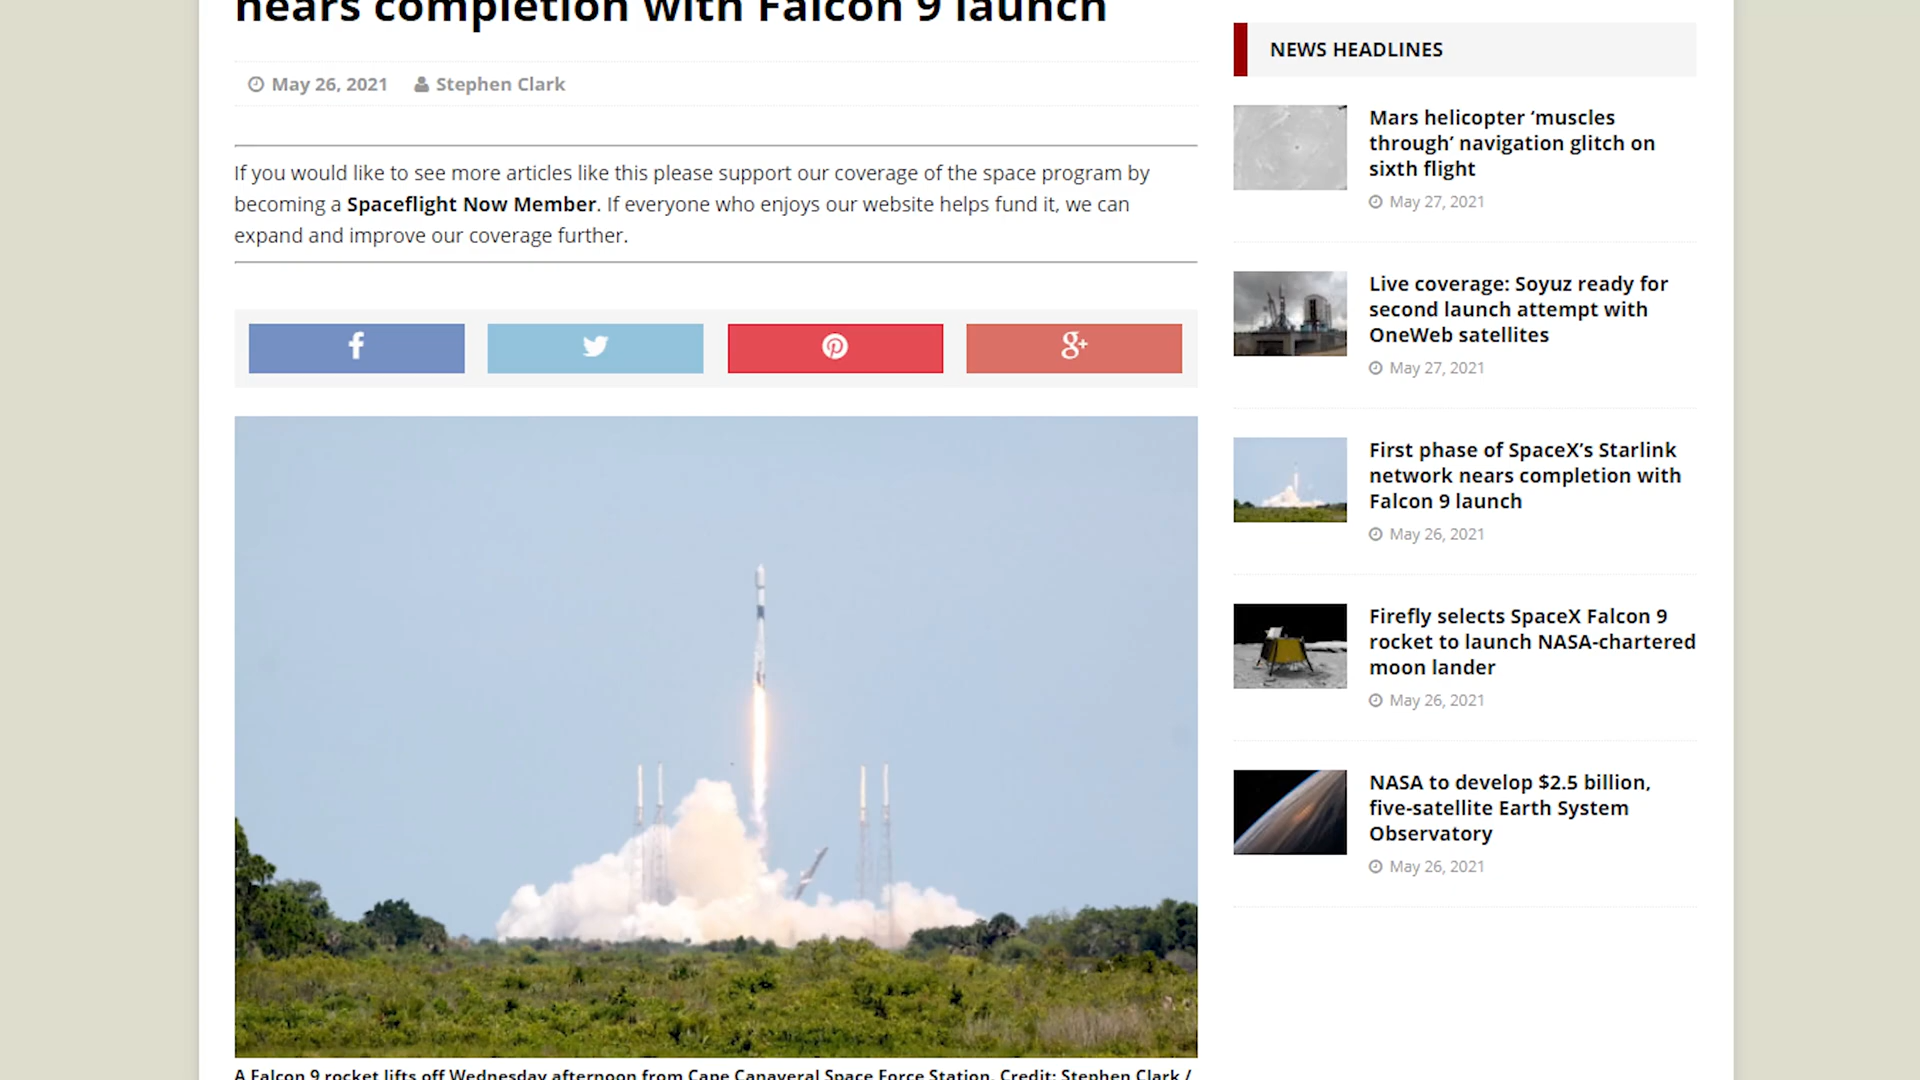 nears completion with Falcon 9 launch
May 26, 2021 Stephen Clark
If you would like to see more articles like this please support our coverage of the space program by
becoming a Spaceflight Now Member. If everyone who enjoys our website helps fund it, we can
expand and improve our coverage further.
f
g+
A Falcon 9 rocket lifts off Wednesday afternoon from Cape Canaveral Space Force Station. Credit: Stephen Clark /
NEWS HEADLINES
Mars helicopter ‘muscles
through’ navigation glitch on
sixth flight
May 27, 2021
Live coverage: Soyuz ready for
second launch attempt with
OneWeb satellites
May 27, 2021
First phase of SpaceX’s Starlink
network nears completion with
Falcon 9 launch
May 26, 2021
Firefly selects SpaceX Falcon 9
rocket to launch NASA-chartered
moon lander
May 26, 2021
NASA to develop $2.5 billion,
five-satellite Earth System
Observatory
May 26, 2021